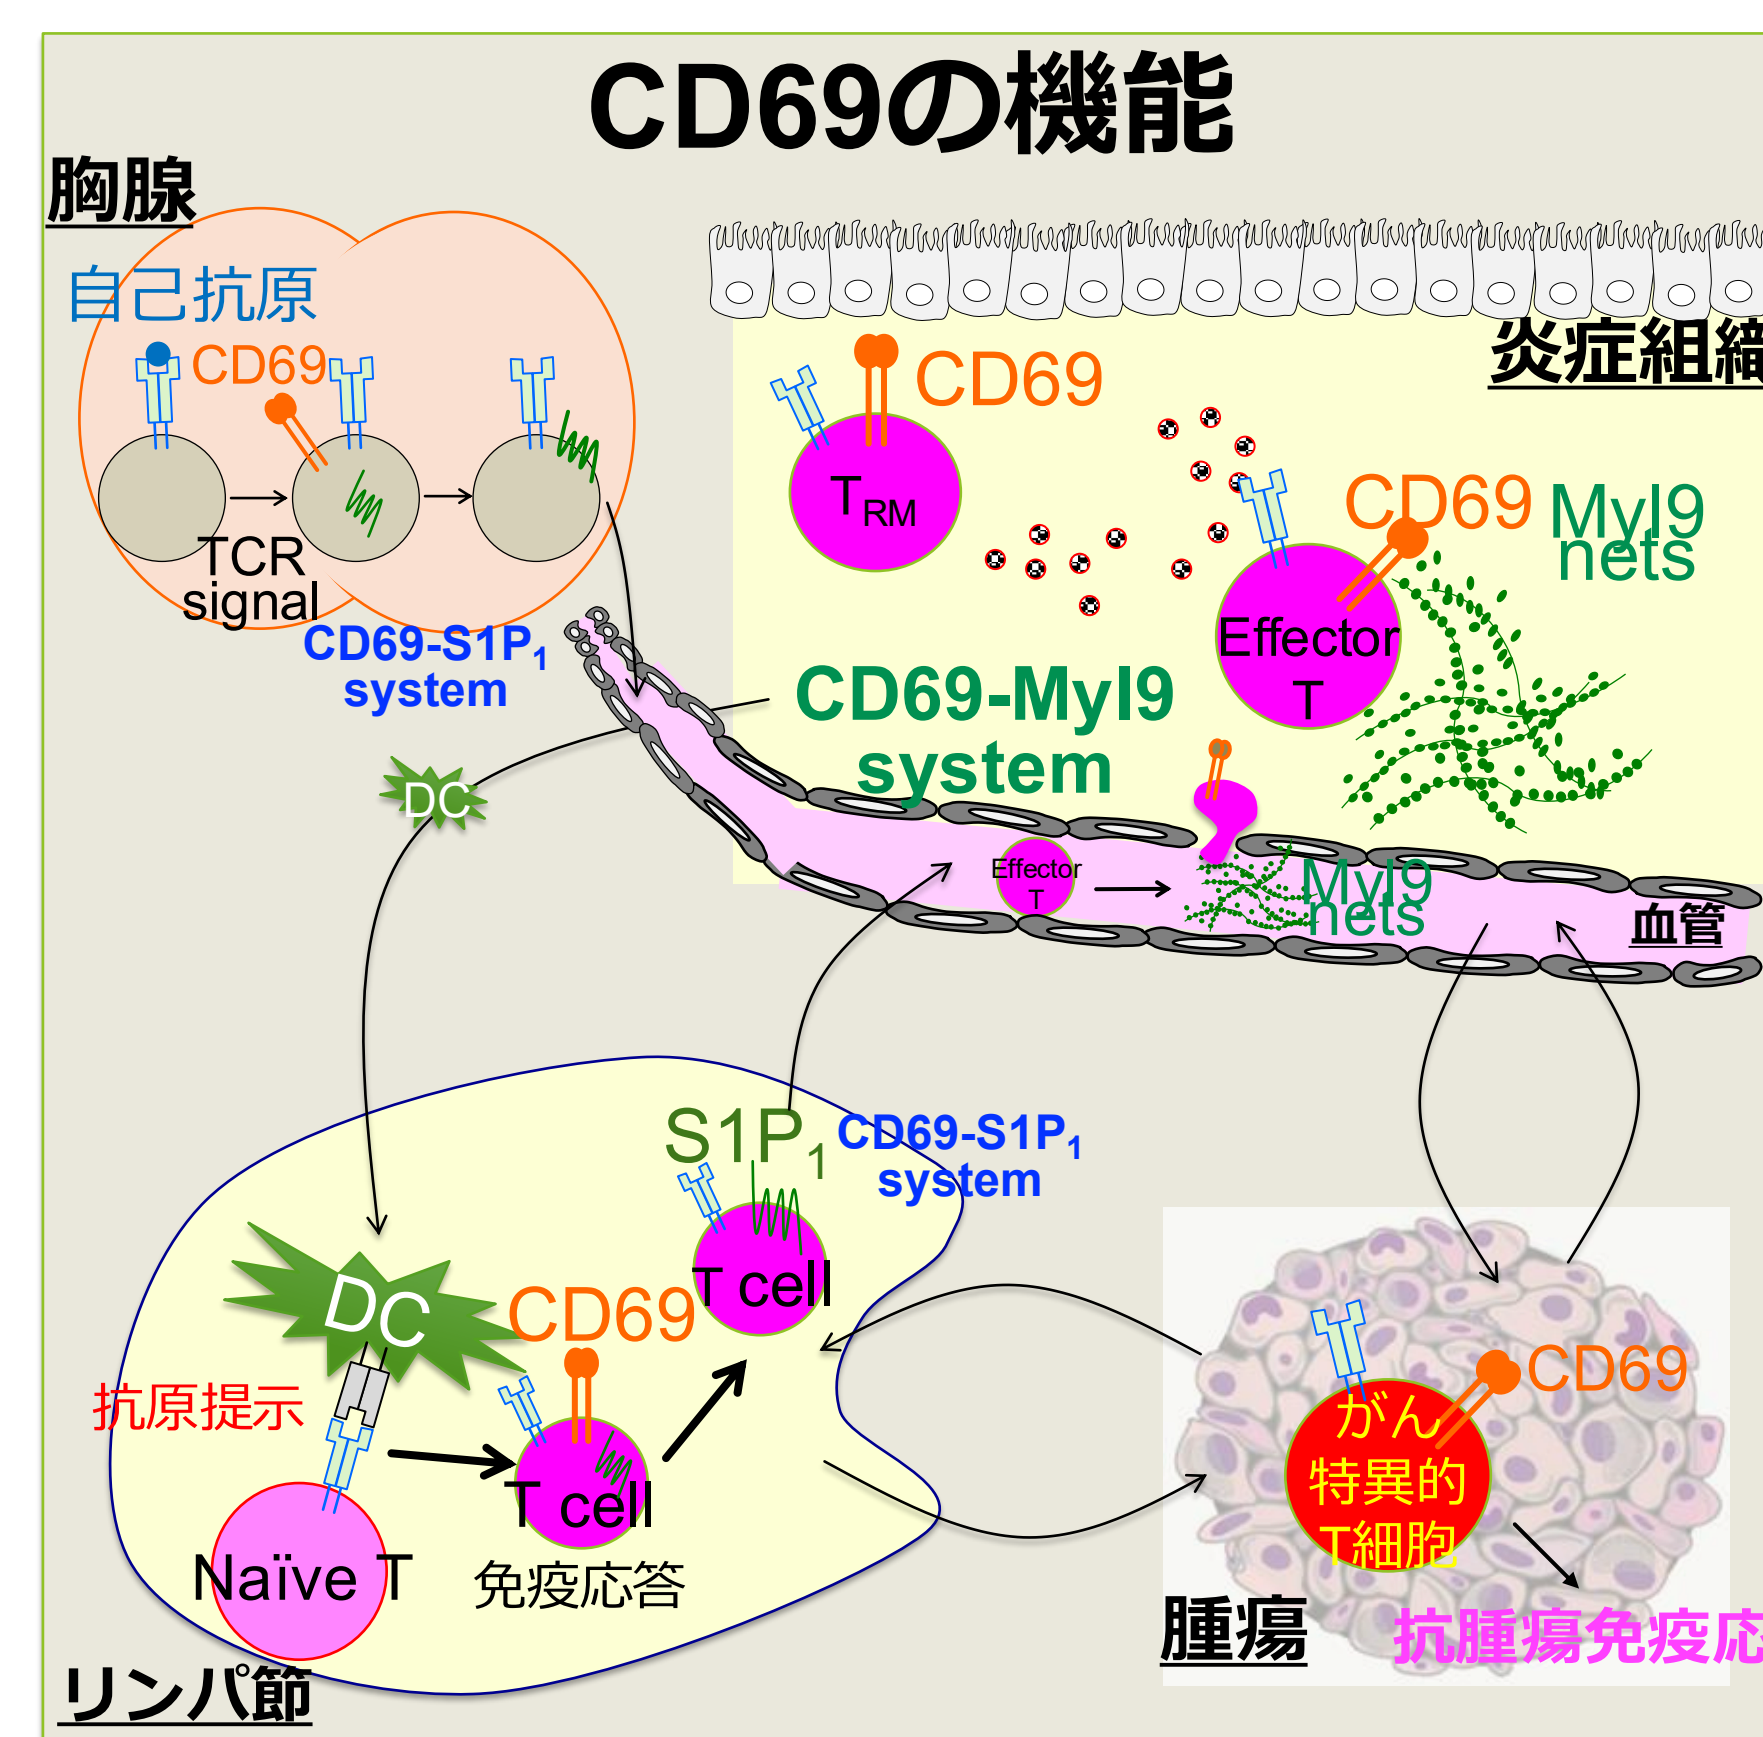 CD69の機能
胸腺
自己抗原
CD69
TCR
signal
CD69-S1P1
system
炎症組織
CD69
TRM
CD69
Myl9
nets
Effector
T
CD69-Myl9
system
DC
Effector
T
Myl9
nets
血管
S1P1
CD69-S1P1
system
T cell
DC
CD69
抗原提示
T cell
Naïve T
免疫応答
リンパ節
CD69
がん
特異的
T細胞
腫瘍
抗腫瘍免疫応